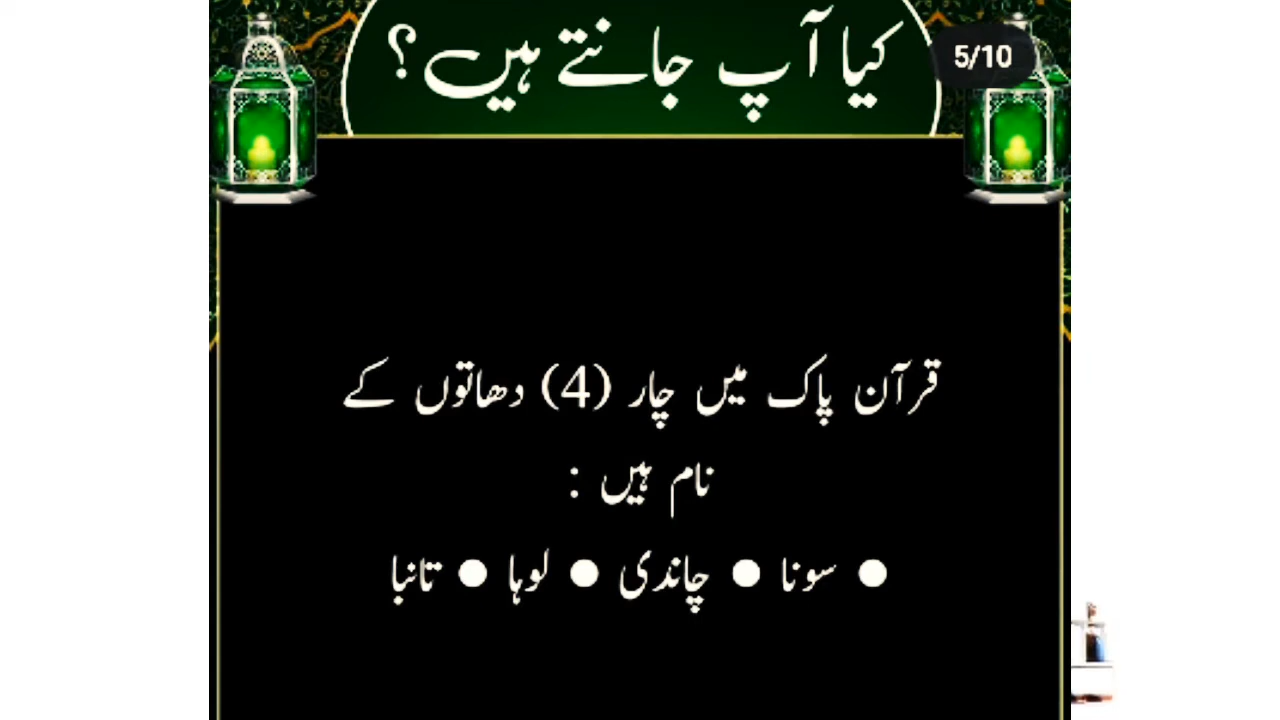 کیا آپ جانتے ہیں؟
5/10
قرآن پاک میں چار (4) دھاتوں کے
نام ہیں :
● سونا ● چاندی ● لوہا ● تانبا